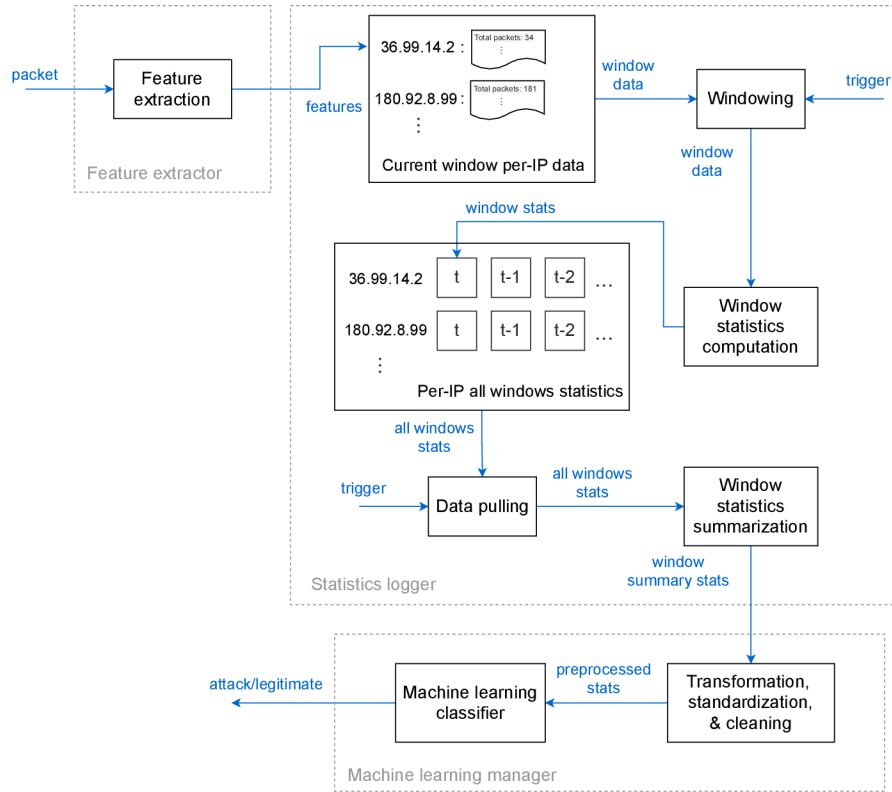 packet
Feature
extraction
Feature extractor
features
36.99.14.2 :
Total packets: 34
⋮
180.92.8.99 :
Total packets: 181
⋮
⋮
Current window per-IP data
window
data
Windowing
trigger
window
data
window stats
36.99.14.2
t
t-1
t-2
...
180.92.8.99
t
t-1
t-2
...
⋮
Per-IP all windows statistics
Window
statistics
computation
all windows
stats
trigger
Data pulling
all windows
stats
Window
statistics
summarization
window
summary stats
Statistics logger
attack/legitimate
Machine learning
classifier
preprocessed
stats
Transformation,
standardization,
& cleaning
Machine learning manager